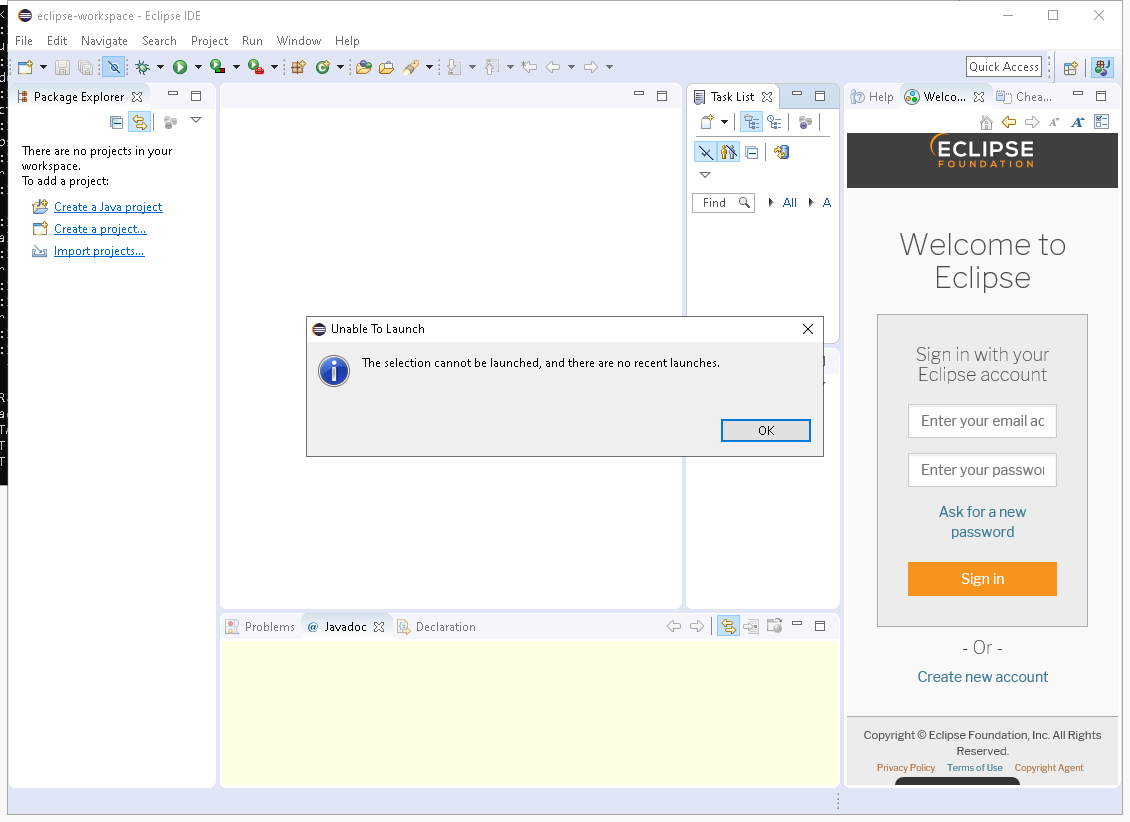 eclipse-workspace - Eclipse IDE
File Edit Navigate Search Project Run Window Help
Quick Access
Package Explorer
There are no projects in your
workspace.
To add a project:
Create a Java project
Create a project...
Import projects...
Task List
Find All A
Help Welco... Chea...
ECLIPSE
FOUNDATION
Welcome to
Eclipse
Sign in with your
Eclipse account
Enter your email ac
Enter your passwo
Ask for a new
password
Sign in
- Or -
Create new account
Copyright © Eclipse Foundation, Inc. All Rights
Reserved.
Privacy Policy Terms of Use Copyright Agent
Unable To Launch
The selection cannot be launched, and there are no recent launches.
OK
Problems @ Javadoc Declaration